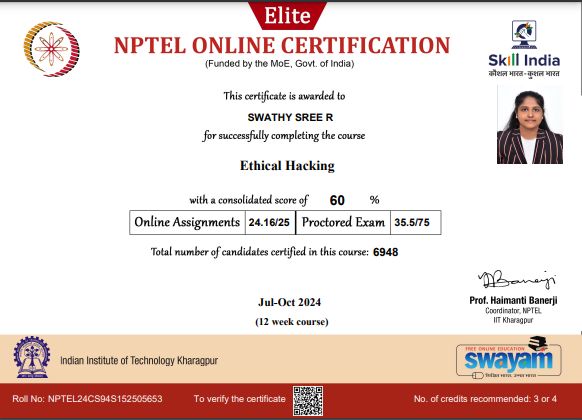 Elite
NPTEL ONLINE CERTIFICATION
(Funded by the MoE, Govt. of India)
Skill India
कौशल भारत - कुशल भारत
This certificate is awarded to
SWATHY SREE R
for successfully completing the course
Ethical Hacking
with a consolidated score of 60 %
Online Assignments 24.16/25 Proctored Exam 35.5/75
Total number of candidates certified in this course: 6948
Jul-Oct 2024
(12 week course)
Prof. Haimanti Banerji
Coordinator, NPTEL
IIT Kharagpur
Indian Institute of Technology Kharagpur
FREE ONLINE EDUCATION
swayam
शिक्षित भारत, उन्नत भारत
Roll No: NPTEL24CS94S152505653
To verify the certificate
No. of credits recommended: 3 or 4